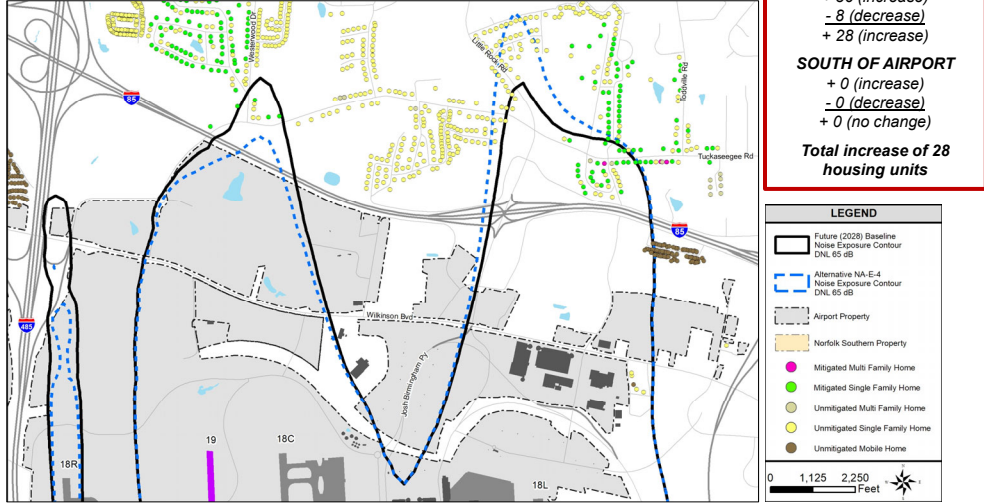 - 8 (decrease)
+ 28 (increase)
SOUTH OF AIRPORT
+ 0 (increase)
- 0 (decrease)
+ 0 (no change)
Total increase of 28
housing units
LEGEND
Future (2028) Baseline
Noise Exposure Contour
DNL 65 dB
Alternative NA-E-4
Noise Exposure Contour
DNL 65 dB
Airport Property
Norfolk Southern Property
Mitigated Multi Family Home
Mitigated Single Family Home
Unmitigated Multi Family Home
Unmitigated Single Family Home
Unmitigated Mobile Home
0 1,125 2,250
Feet
Westerwood Dr
Little Rock Rd
Toddville Rd
85
Tuckaseegee Rd
85
485
Wilkinson Blvd
Josh Birmingham Py
18R
19
18C
18L